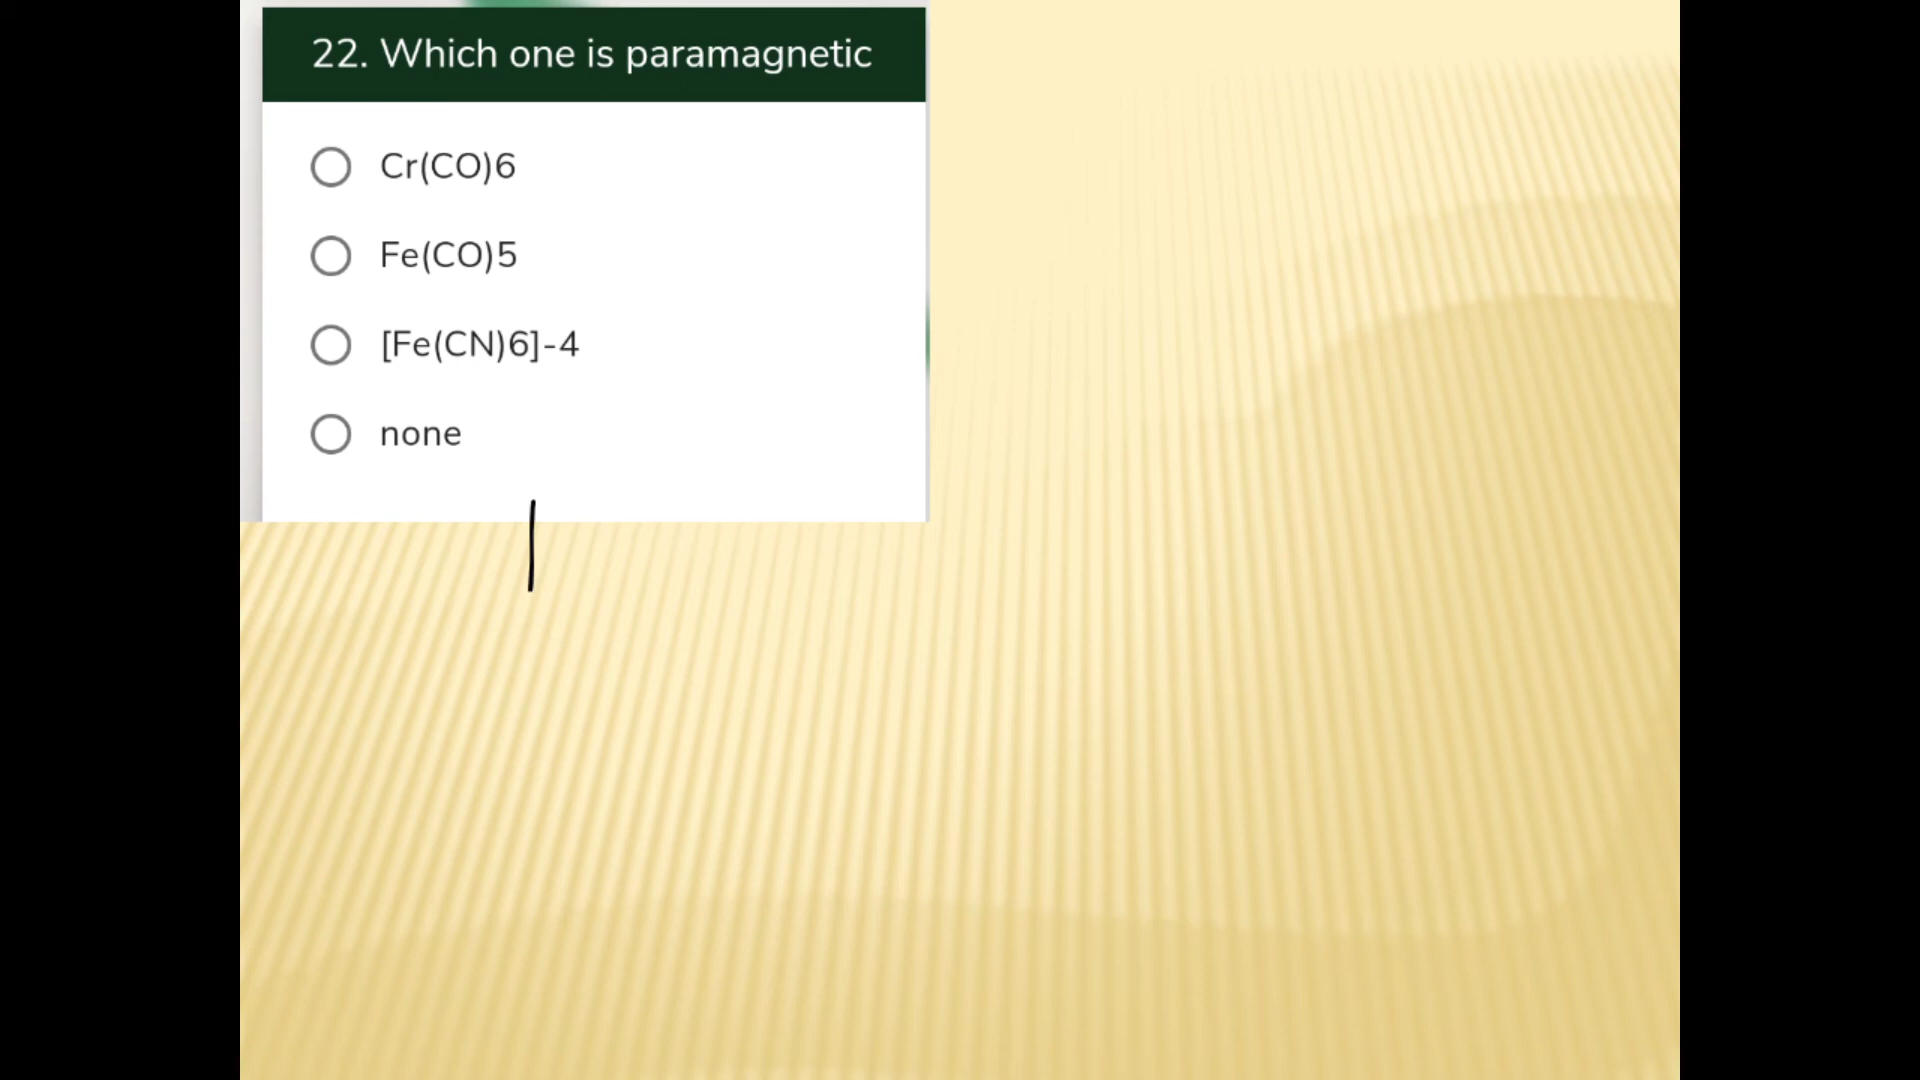 22. Which one is paramagnetic
Cr(CO)6
Fe(CO)5
[Fe(CN)6]-4
none